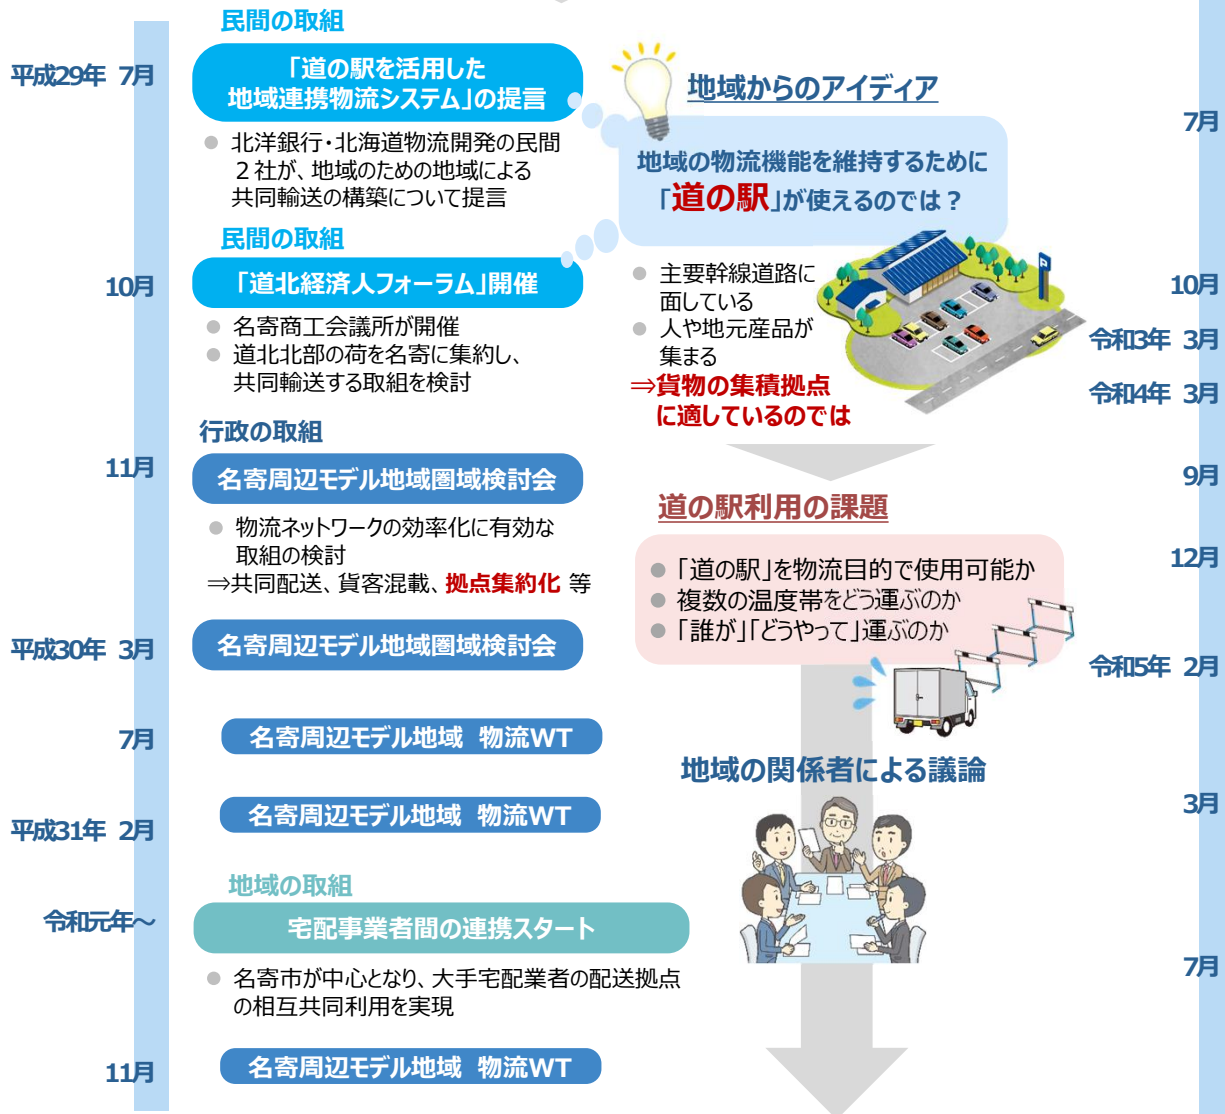 民間の取組
平成29年 7月
「道の駅を活用した
地域連携物流システム」の提言
● 北洋銀行・北海道物流開発の民間
２社が、地域のための地域による
共同輸送の構築について提言
民間の取組
10月
「道北経済人フォーラム」開催
● 名寄商工会議所が開催
● 道北北部の荷を名寄に集約し、
共同輸送する取組を検討
行政の取組
11月
名寄周辺モデル地域圏域検討会
● 物流ネットワークの効率化に有効な
取組の検討
⇒共同配送、貨客混載、拠点集約化 等
平成30年 3月
名寄周辺モデル地域圏域検討会
7月
名寄周辺モデル地域 物流WT
平成31年 2月
名寄周辺モデル地域 物流WT
地域の取組
令和元年～
宅配事業者間の連携スタート
● 名寄市が中心となり、大手宅配業者の配送拠点
の相互共同利用を実現
11月
名寄周辺モデル地域 物流WT
地域からのアイディア
地域の物流機能を維持するために
「道の駅」が使えるのでは？
● 主要幹線道路に
面している
● 人や地元産品が
集まる
⇒貨物の集積拠点
に適しているのでは
P
道の駅利用の課題
● 「道の駅」を物流目的で使用可能か
● 複数の温度帯をどう運ぶのか
● 「誰が」「どうやって」運ぶのか
地域の関係者による議論
7月
10月
令和3年 3月
令和4年 3月
9月
12月
令和5年 2月
3月
7月